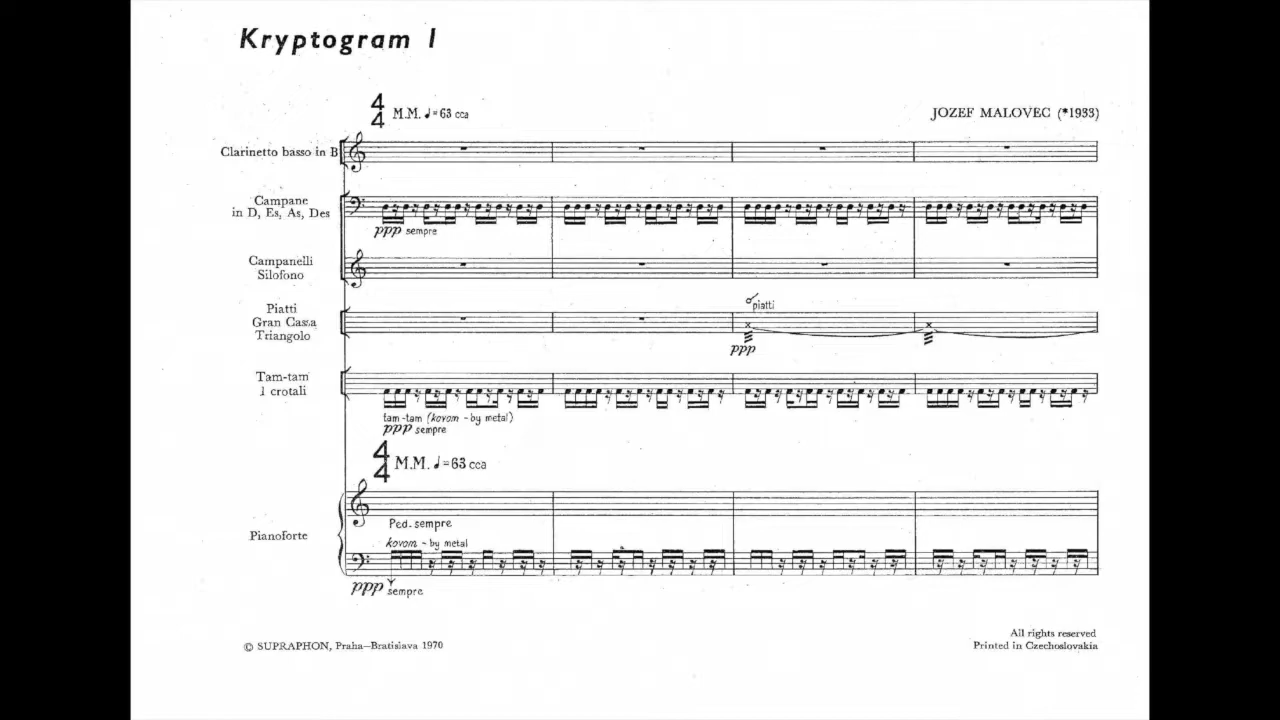 Kryptogram I
4
4
M.M. ♩=63 cca
JOZEF MALOVEC (*1933)
Clarinetto basso in B
Campane
in D, Es, As, Des
ppp sempre
Campanelli
Silofono
Piatti
Gran Cassa
Triangolo
piatti
ppp
Tam-tam
1 crotali
tam-tam (kovom - by metal)
ppp sempre
4
4
M.M. ♩=63 cca
Pianoforte
Ped. sempre
kovom - by metal
ppp sempre
© SUPRAPHON, Praha—Bratislava 1970
All rights reserved
Printed in Czechoslovakia